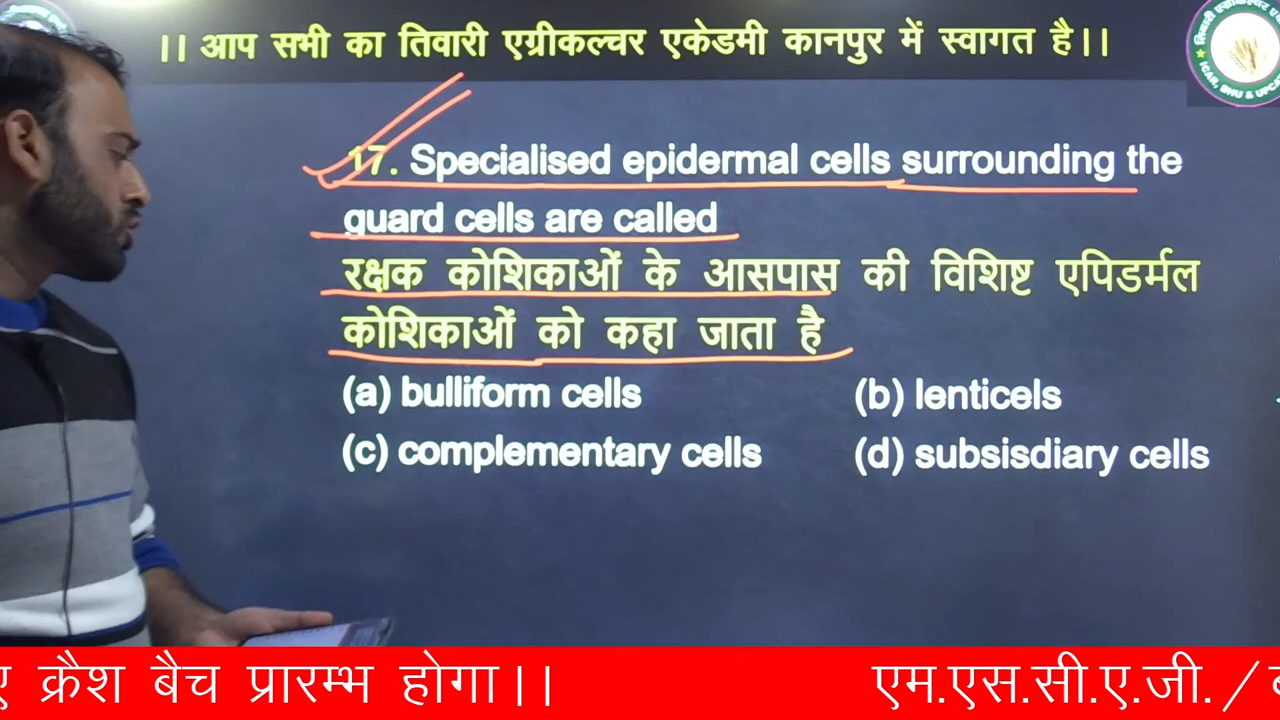 ।। आप सभी का तिवारी एग्रीकल्चर एकेडमी कानपुर में स्वागत है।।
17. Specialised epidermal cells surrounding the
guard cells are called
रक्षक कोशिकाओं के आसपास की विशिष्ट एपिडर्मल
कोशिकाओं को कहा जाता है
(a) bulliform cells (b) lenticels
(c) complementary cells (d) subsisdiary cells
क्रैश बैच प्रारम्भ होगा।। एम.एस.सी.ए.जी. /